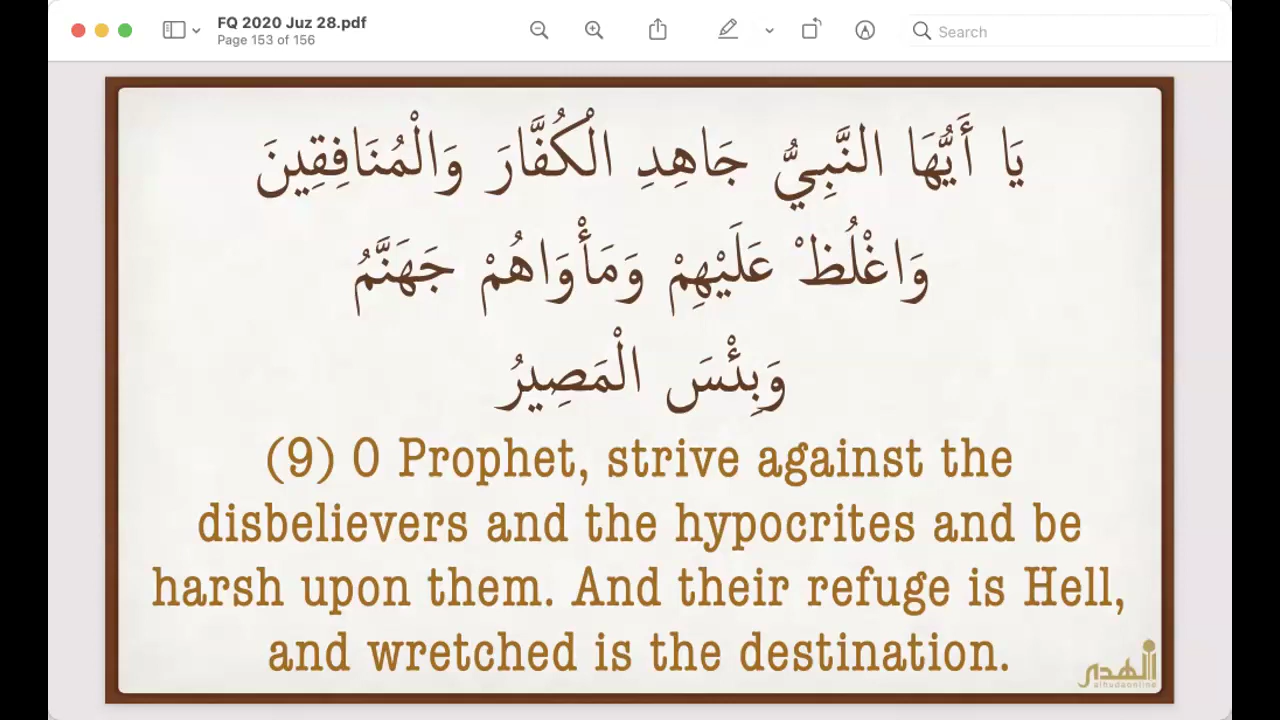 FQ 2020 Juz 28.pdf
Page 153 of 156
Search
يَا أَيُّهَا النَّبِيُّ جَاهِدِ الْكُفَّارَ وَالْمُنَافِقِينَ
وَاغْلُظْ عَلَيْهِمْ وَمَأْوَاهُمْ جَهَنَّمُ
وَبِئْسَ الْمَصِيرُ
(9) O Prophet, strive against the
disbelievers and the hypocrites and be
harsh upon them. And their refuge is Hell,
and wretched is the destination.
الهدى
alhudaonline